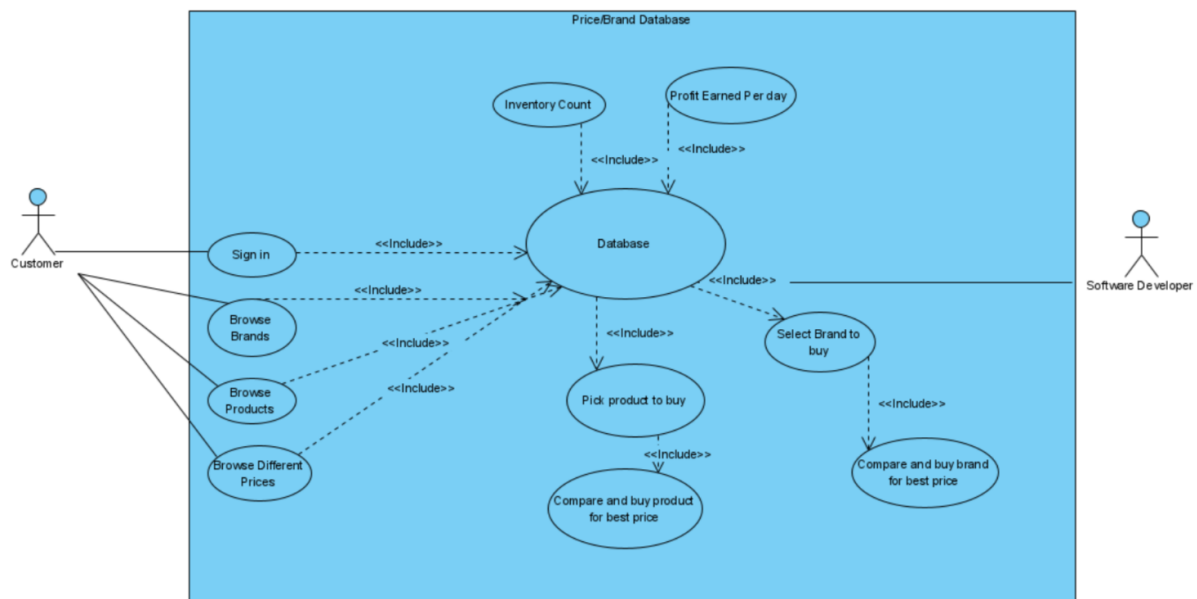 Price/Brand Database
Inventory Count
Profit Earned Per day
<<Include>>
<<Include>>
Customer
Sign in
<<Include>>
Database
Software Developer
<<Include>>
<<Include>>
Browse
Brands
<<Include>>
Select Brand to
buy
<<Include>>
Browse
Products
<<Include>>
Pick product to buy
<<Include>>
<<Include>>
Browse Different
Prices
Compare and buy brand
for best price
Compare and buy product
for best price